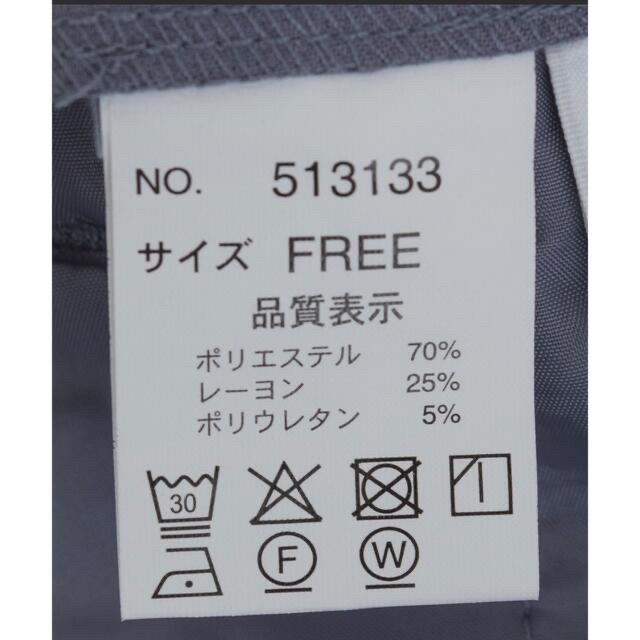 NO. 513133
サイズ FREE
品質表示
ポリエステル 70%
レーヨン 25%
ポリウレタン 5%
30
F W